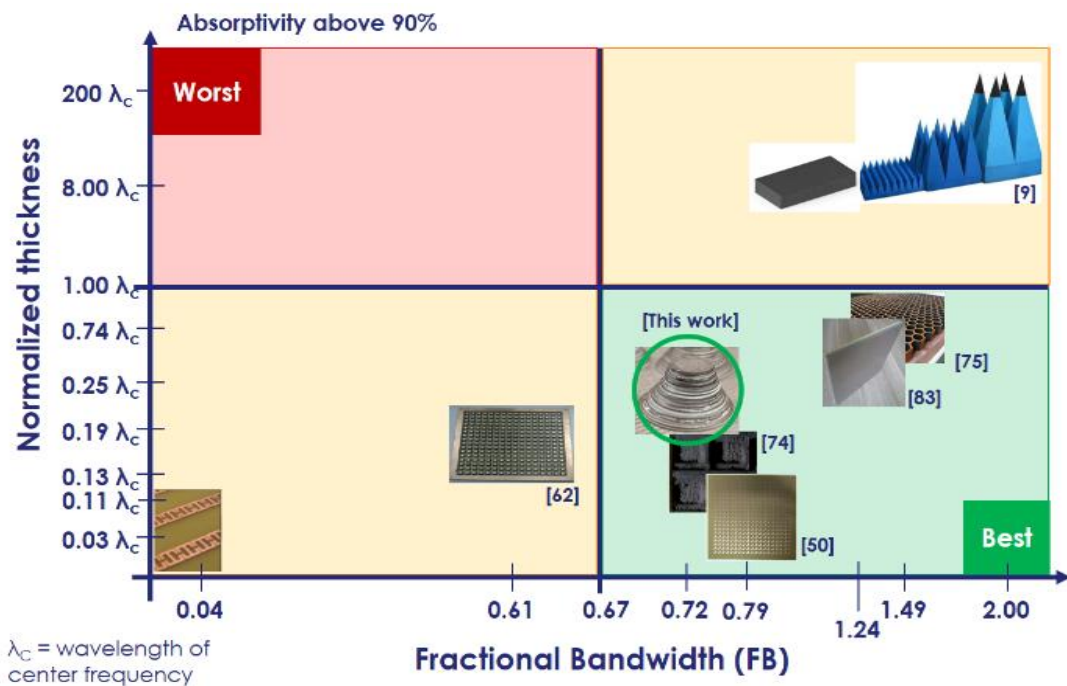 Absorptivity above 90%
Worst
200 λC
8.00 λC
1.00 λC
0.74 λC
0.25 λC
0.19 λC
0.13 λC
0.11 λC
0.03 λC
Normalized thickness
[9]
[This work]
[75]
[83]
[74]
[62]
[50]
Best
0.04
0.61
0.67
0.72
0.79
1.24
1.49
2.00
λC = wavelength of
center frequency
Fractional Bandwidth (FB)